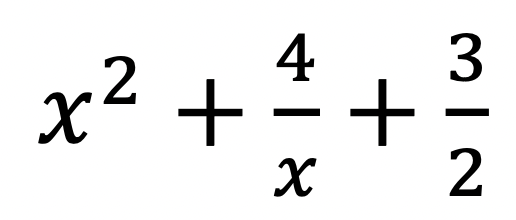 x² + 4/x + 3/2